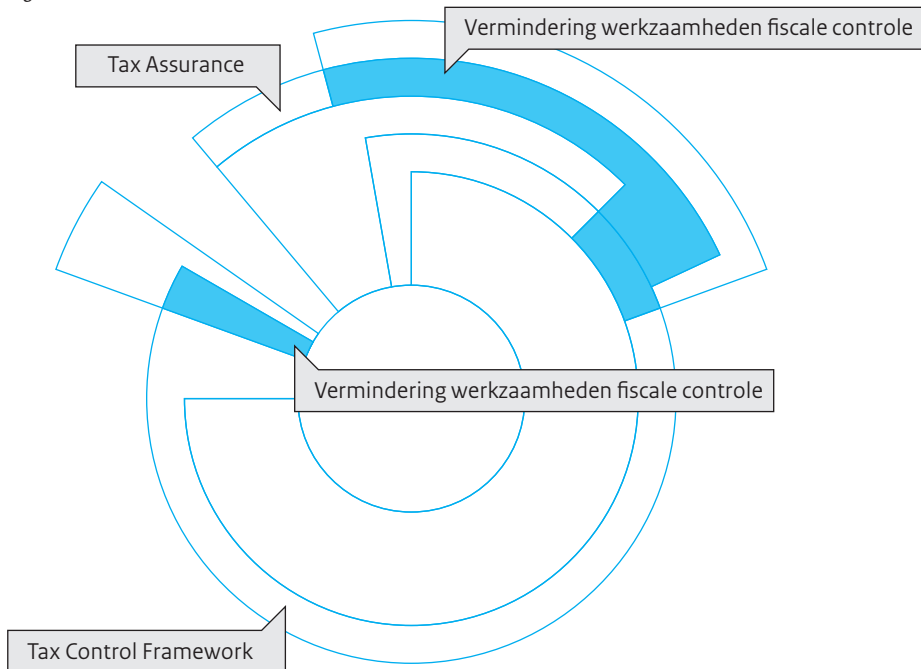 Vermindering werkzaamheden fiscale controle
Tax Assurance
Vermindering werkzaamheden fiscale controle
Tax Control Framework